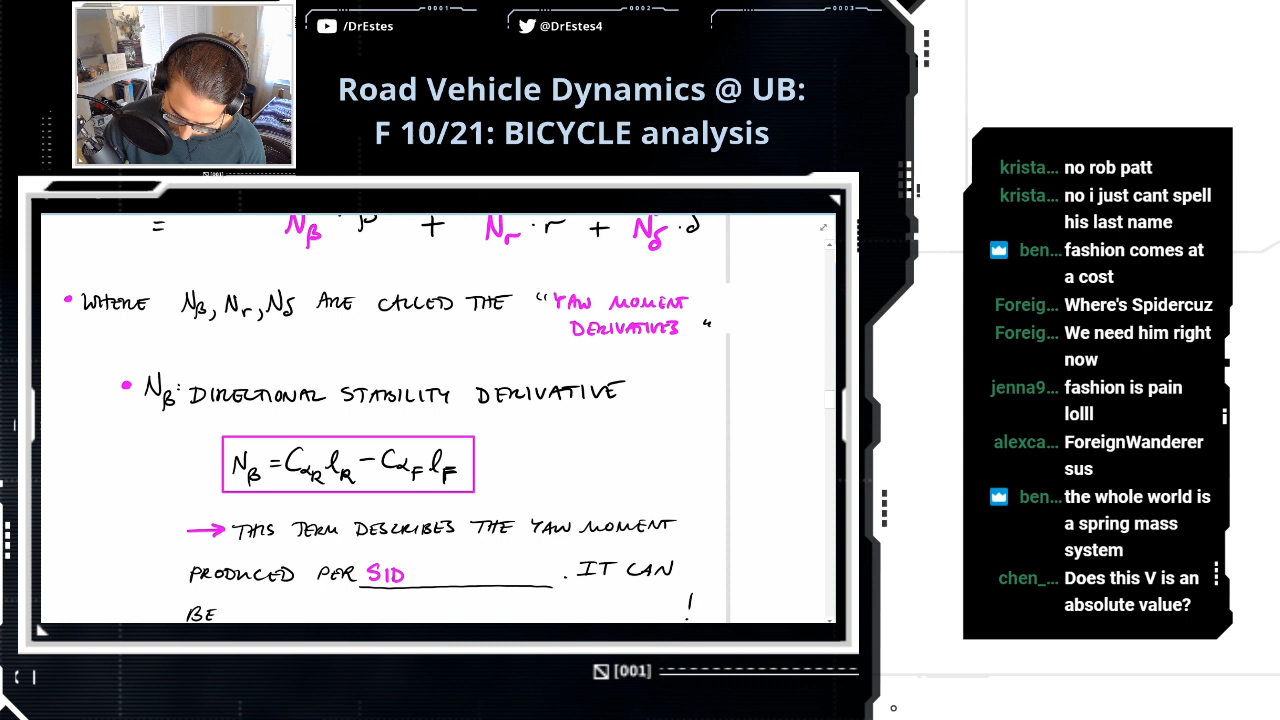 0001
0002
0003
/DrEstes
@DrEstes4
Road Vehicle Dynamics @ UB:
F 10/21: BICYCLE analysis
[001]
= Nβ · β + Nr · r + Nδ · δ
• WHERE Nβ, Nr, Nδ ARE CALLED THE "YAW MOMENT
DERIVATIVES"
• Nβ: DIRECTIONAL STABILITY DERIVATIVE
Nβ = CαR lR - CαF lF
→ THIS TERM DESCRIBES THE YAW MOMENT
PRODUCED PER SID . IT CAN
BE !
[001]
krista… no rob patt
krista… no i just cant spell
his last name
ben… fashion comes at
a cost
Foreig… Where's Spidercuz
Foreig… We need him right
now
jenna9… fashion is pain
lolll
alexca… ForeignWanderer
sus
ben… the whole world is
a spring mass
system
chen_… Does this V is an
absolute value?